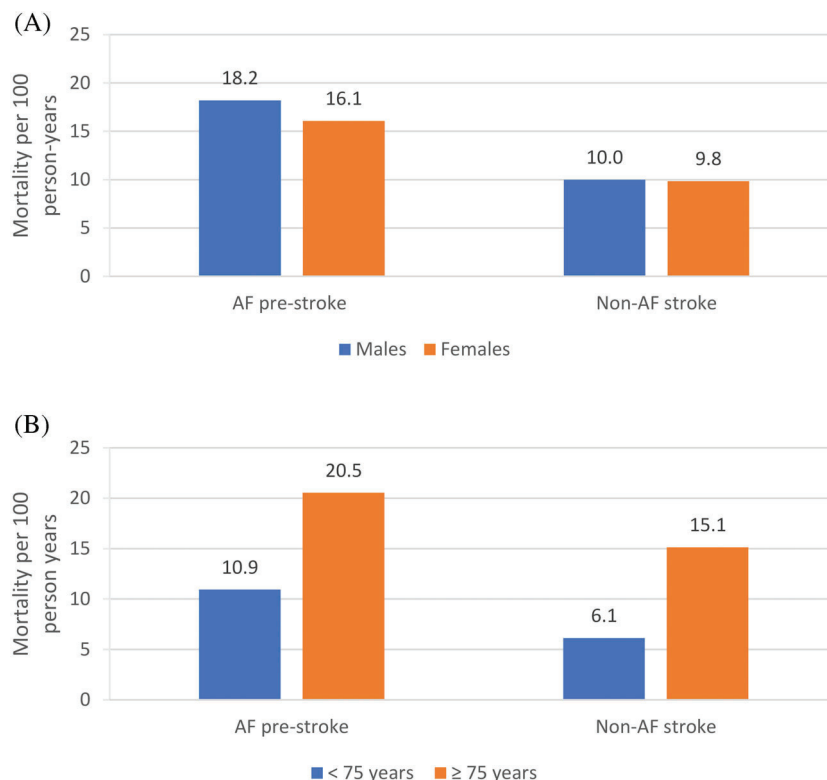 (A)
Mortality per 100
person-years
25
20
15
10
5
0
18.2
16.1
10.0
9.8
AF pre-stroke
Non-AF stroke
Males
Females
(B)
Mortality per 100
person years
25
20
15
10
5
0
10.9
20.5
6.1
15.1
AF pre-stroke
Non-AF stroke
< 75 years
≥ 75 years